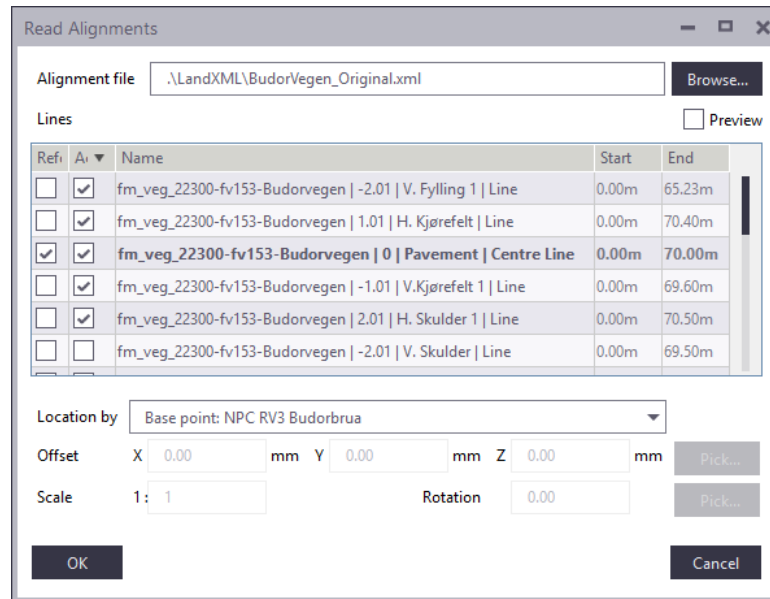 Read Alignments
Alignment file .\LandXML\BudorVegen_Original.xml Browse...
Lines Preview
Name Start End
fm_veg_22300-fv153-Budorvegen | -2.01 | V. Fylling 1 | Line 0.00m 65.23m
fm_veg_22300-fv153-Budorvegen | 1.01 | H. Kjørefelt | Line 0.00m 70.40m
fm_veg_22300-fv153-Budorvegen | 0 | Pavement | Centre Line 0.00m 70.00m
fm_veg_22300-fv153-Budorvegen | -1.01 | V.Kjørefelt 1 | Line 0.00m 69.60m
fm_veg_22300-fv153-Budorvegen | 2.01 | H. Skulder 1 | Line 0.00m 70.50m
fm_veg_22300-fv153-Budorvegen | -2.01 | V. Skulder | Line 0.00m 69.50m
Location by Base point: NPC RV3 Budorbrua
Offset X 0.00 mm Y 0.00 mm Z 0.00 mm Pick...
Scale 1: 1 Rotation 0.00 Pick...
OK Cancel